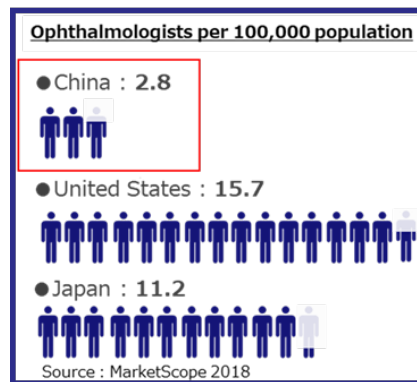 Ophthalmologists per 100,000 population
●China : 2.8
●United States : 15.7
●Japan : 11.2
Source : MarketScope 2018